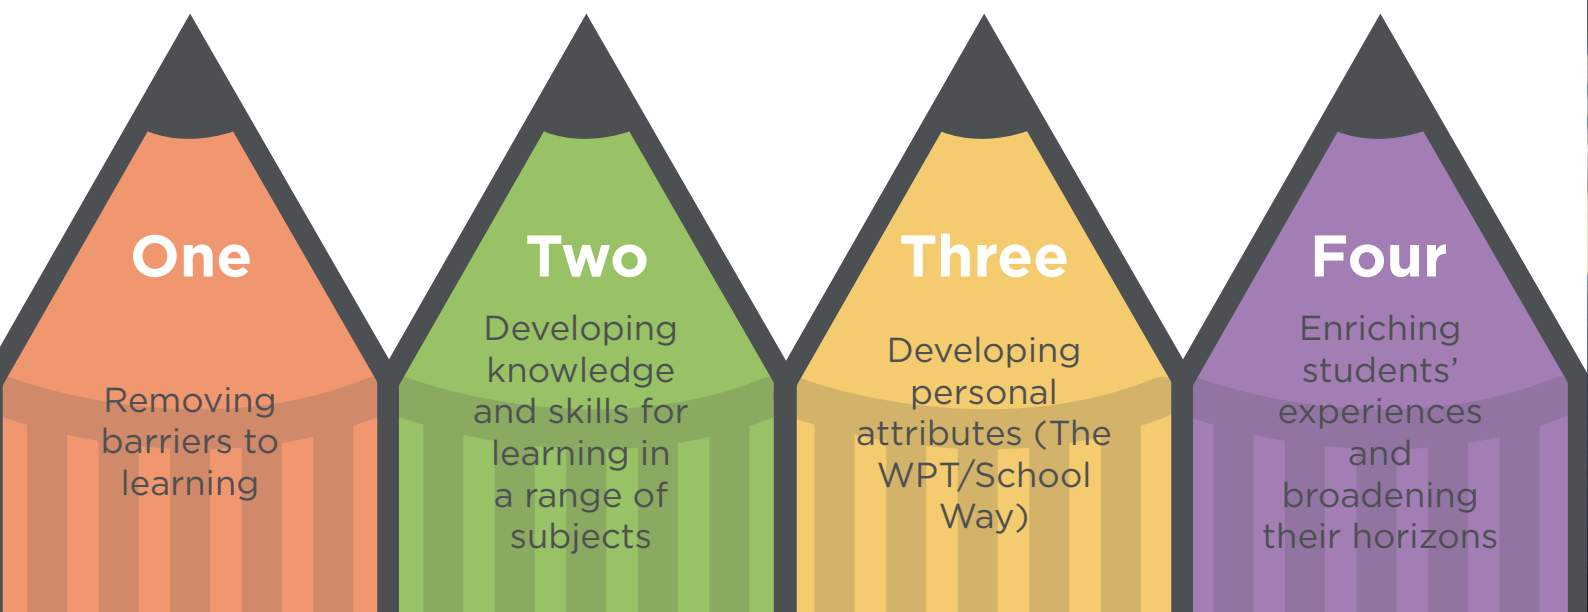 One
Removing
barriers to
learning
Two
Developing
knowledge
and skills for
learning in
a range of
subjects
Three
Developing
personal
attributes (The
WPT/School
Way)
Four
Enriching
students’
experiences
and
broadening
their horizons